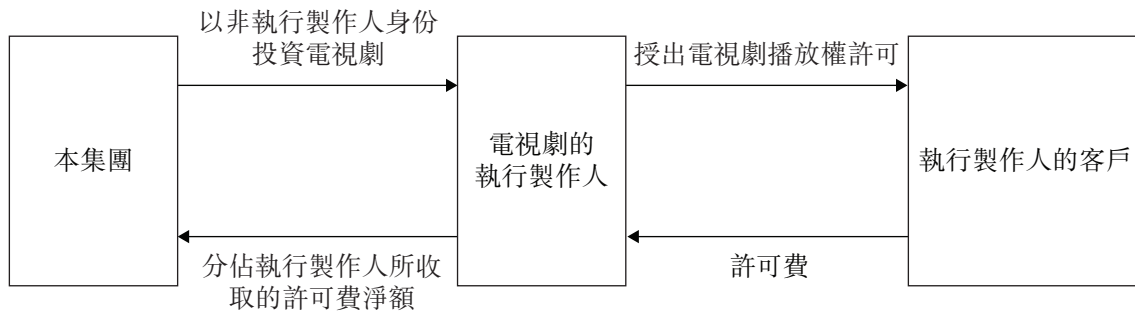 以非執行製作人身份
投資電視劇
授出電視劇播放權許可
本集團
電視劇的
執行製作人
執行製作人的客戶
分佔執行製作人所收
取的許可費淨額
許可費